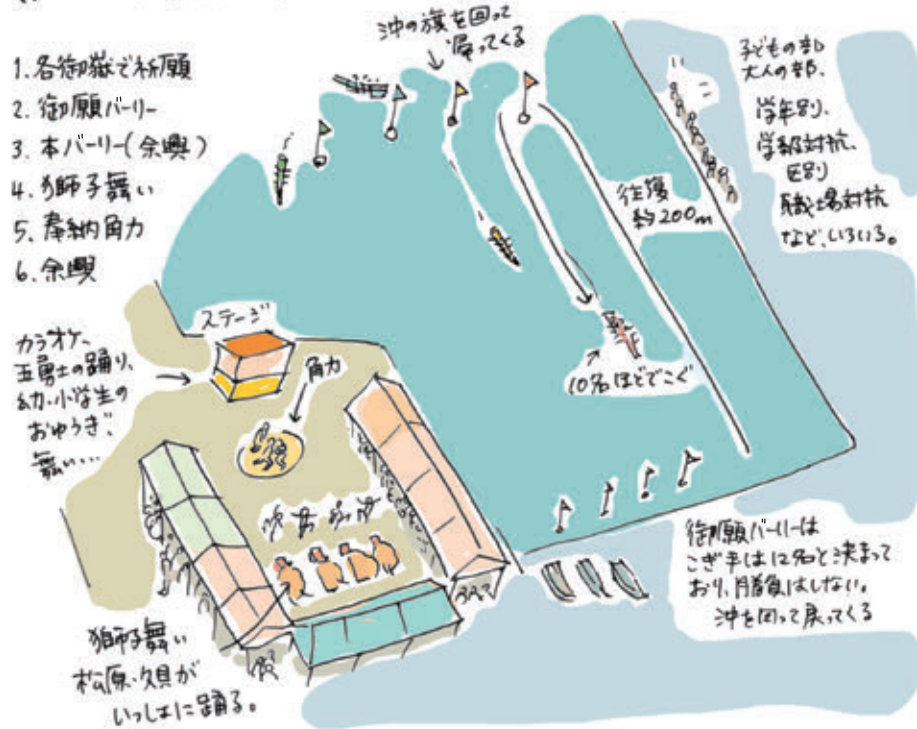 1. 各御嶽で祈願
2. 御願バーリー
3. 本バーリー(余興)
4. 獅子舞い
5. 奉納角力
6. 余興
沖の旗を回って
帰ってくる
子どもの部
大人の部、
学年別、
学級対抗、
区別
職場対抗
など、いろいろ。
往復
約200m
10名ほどでこぐ
ステージ
角力
カラオケ、
五勇士の踊り、
幼・小学生の
おゆうぎ、
舞い・・・
獅子舞い
松原・久貝が
いっしょに踊る。
御願バーリーは
こぎ手は12名と決まって
おり、勝負はしない。
沖を回って戻ってくる